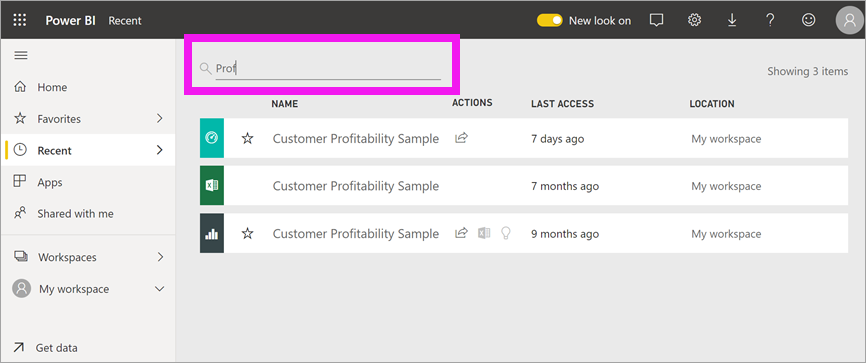 Power BI Recent New look on
Prof
Showing 3 items
Home
Favorites
Recent
Apps
Shared with me
Workspaces
My workspace
Get data
NAME ACTIONS LAST ACCESS LOCATION
Customer Profitability Sample 7 days ago My workspace
Customer Profitability Sample 7 months ago My workspace
Customer Profitability Sample 9 months ago My workspace